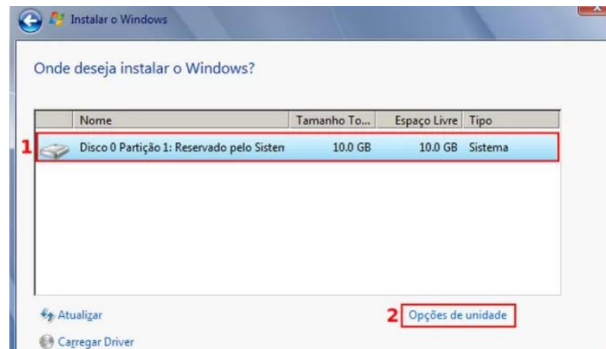 Instalar o Windows
Onde deseja instalar o Windows?
Nome Tamanho To... Espaço Livre Tipo
1 Disco 0 Partição 1: Reservado pelo Sisten 10.0 GB 10.0 GB Sistema
Atualizar 2 Opções de unidade
Carregar Driver